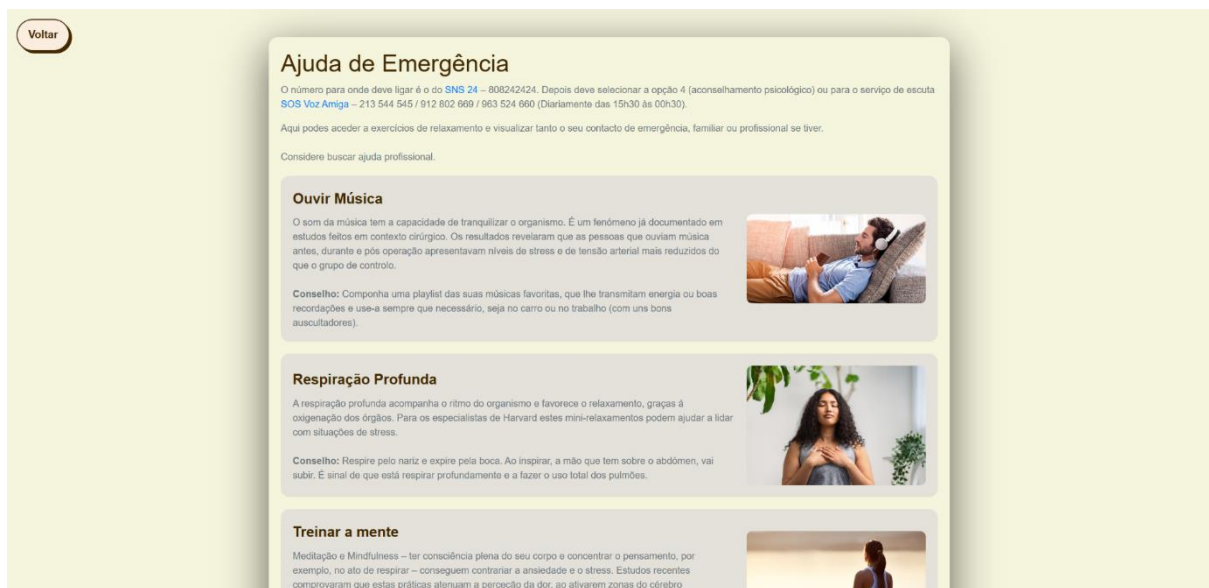 Voltar
Ajuda de Emergência
O número para onde deve ligar é o do SNS 24 – 808242424. Depois deve selecionar a opção 4 (aconselhamento psicológico) ou para o serviço de escuta
SOS Voz Amiga – 213 544 545 / 912 802 669 / 963 524 660 (Diariamente das 15h30 às 00h30).
Aqui podes aceder a exercícios de relaxamento e visualizar tanto o seu contacto de emergência, familiar ou profissional se tiver.
Considere buscar ajuda profissional.
Ouvir Música
O som da música tem a capacidade de tranquilizar o organismo. É um fenómeno já documentado em
estudos feitos em contexto cirúrgico. Os resultados revelaram que as pessoas que ouviam música
antes, durante e pós operação apresentavam níveis de stress e de tensão arterial mais reduzidos do
que o grupo de controlo.
Conselho: Componha uma playlist das suas músicas favoritas, que lhe transmitam energia ou boas
recordações e use-a sempre que necessário, seja no carro ou no trabalho (com uns bons
auscultadores).
Respiração Profunda
A respiração profunda acompanha o ritmo do organismo e favorece o relaxamento, graças à
oxigenação dos órgãos. Para os especialistas de Harvard estes mini-relaxamentos podem ajudar a lidar
com situações de stress.
Conselho: Respire pelo nariz e expire pela boca. Ao inspirar, a mão que tem sobre o abdómen, vai
subir. É sinal de que está respirar profundamente e a fazer o uso total dos pulmões.
Treinar a mente
Meditação e Mindfulness – ter consciência plena do seu corpo e concentrar o pensamento, por
exemplo, no ato de respirar – conseguem contrariar a ansiedade e o stress. Estudos recentes
comprovaram que estas práticas atenuam a perceção da dor, ao ativarem zonas do cérebro